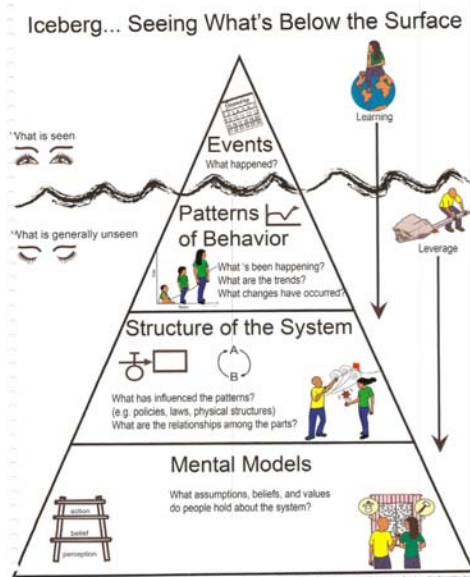 Iceberg... Seeing What's Below the Surface
Learning
What is seen
Events
What happened?
What is generally unseen
Leverage
Patterns
of Behavior
What 's been happening?
What are the trends?
What changes have occurred?
Structure of the System
A
B
What has influenced the patterns?
(e.g. policies, laws, physical structures)
What are the relationships among the parts?
Mental Models
What assumptions, beliefs, and values
do people hold about the system?
action
belief
perception